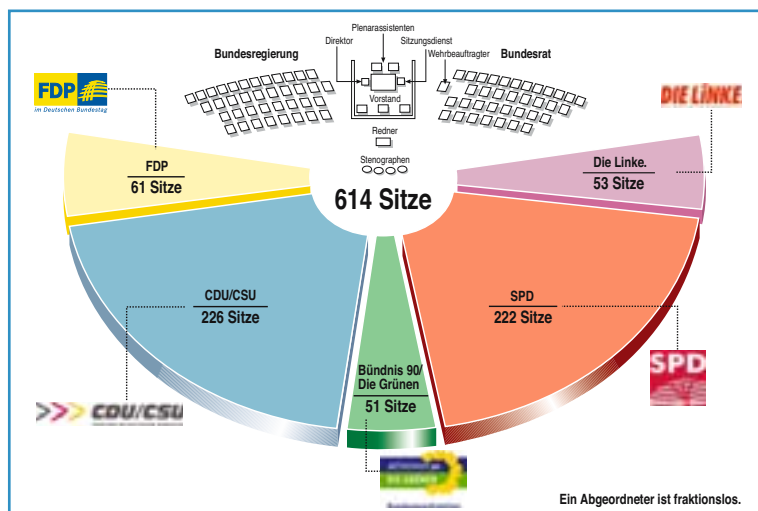 Plenarassistenten
Direktor
Sitzungsdienst
Bundesregierung
Wehrbeauftragter
Bundesrat
FDP
im Deutschen Bundestag
DIE LINKE.
Vorstand
Redner
Stenographen
FDP
61 Sitze
614 Sitze
Die Linke.
53 Sitze
CDU/CSU
226 Sitze
SPD
222 Sitze
Bündnis 90/
Die Grünen
51 Sitze
SPD
CDU/CSU
Ein Abgeordneter ist fraktionslos.